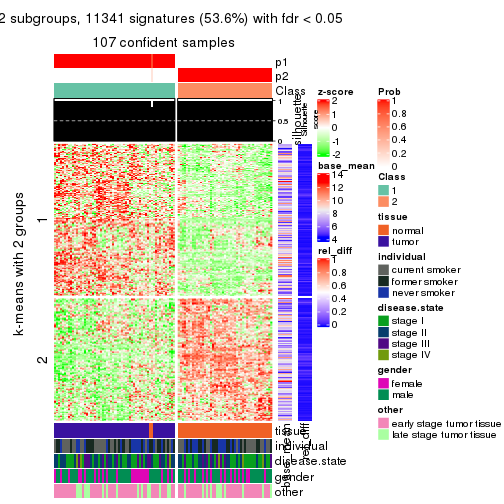 2 subgroups, 11341 signatures (53.6%) with fdr < 0.05
107 confident samples
p1
p2
Class
silhouette
1
0.5
0
Silhouette
score
k-means with 2 groups
1
2
tissue
individual
disease.state
gender
other
base_mean
rel_diff
z-score
2
1
0
-1
-2
base_mean
14
12
10
8
6
4
rel_diff
1
0.8
0.6
0.4
0.2
0
Prob
1
0.8
0.6
0.4
0.2
0
Class
1
2
tissue
normal
tumor
individual
current smoker
former smoker
never smoker
disease.state
stage I
stage II
stage III
stage IV
gender
female
male
other
early stage tumor tissue
late stage tumor tissue